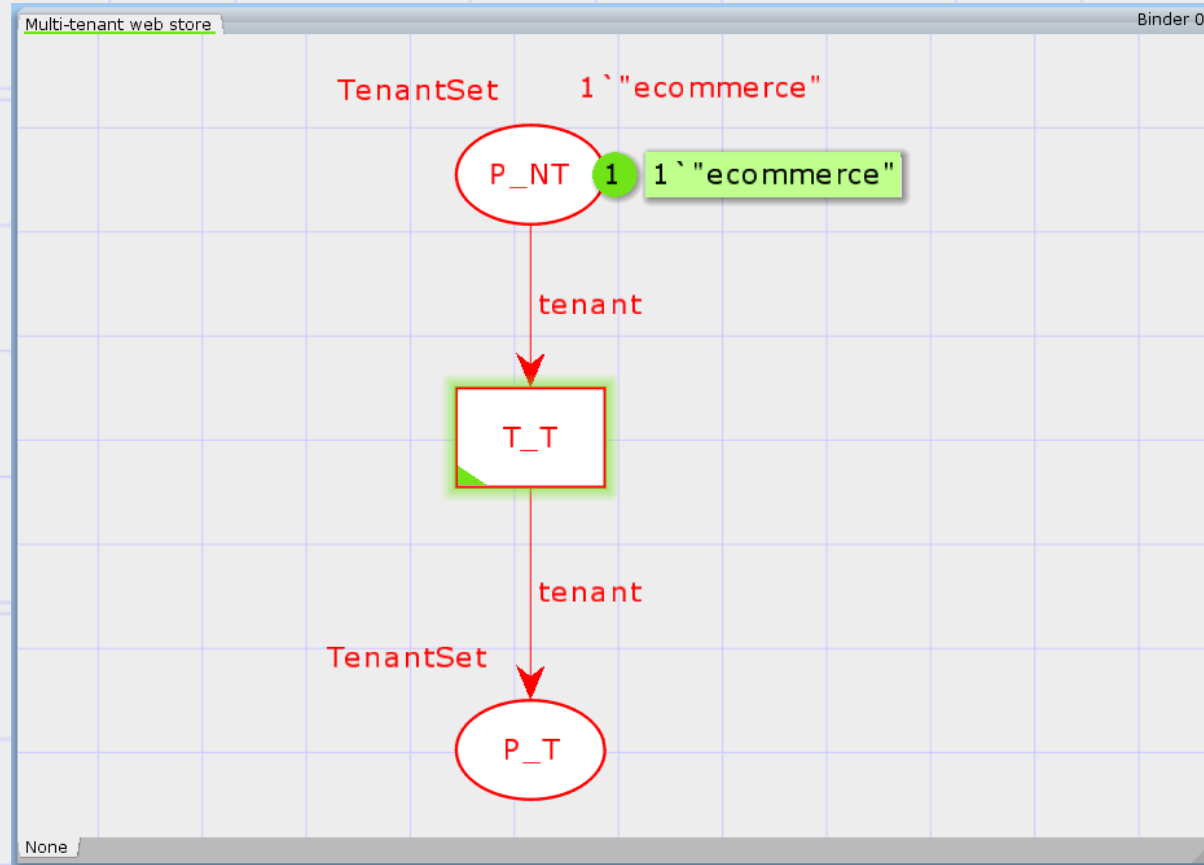 Multi-tenant web store
Binder 0
TenantSet
1`"ecommerce"
P_NT
1
1`"ecommerce"
tenant
T_T
tenant
TenantSet
P_T
None